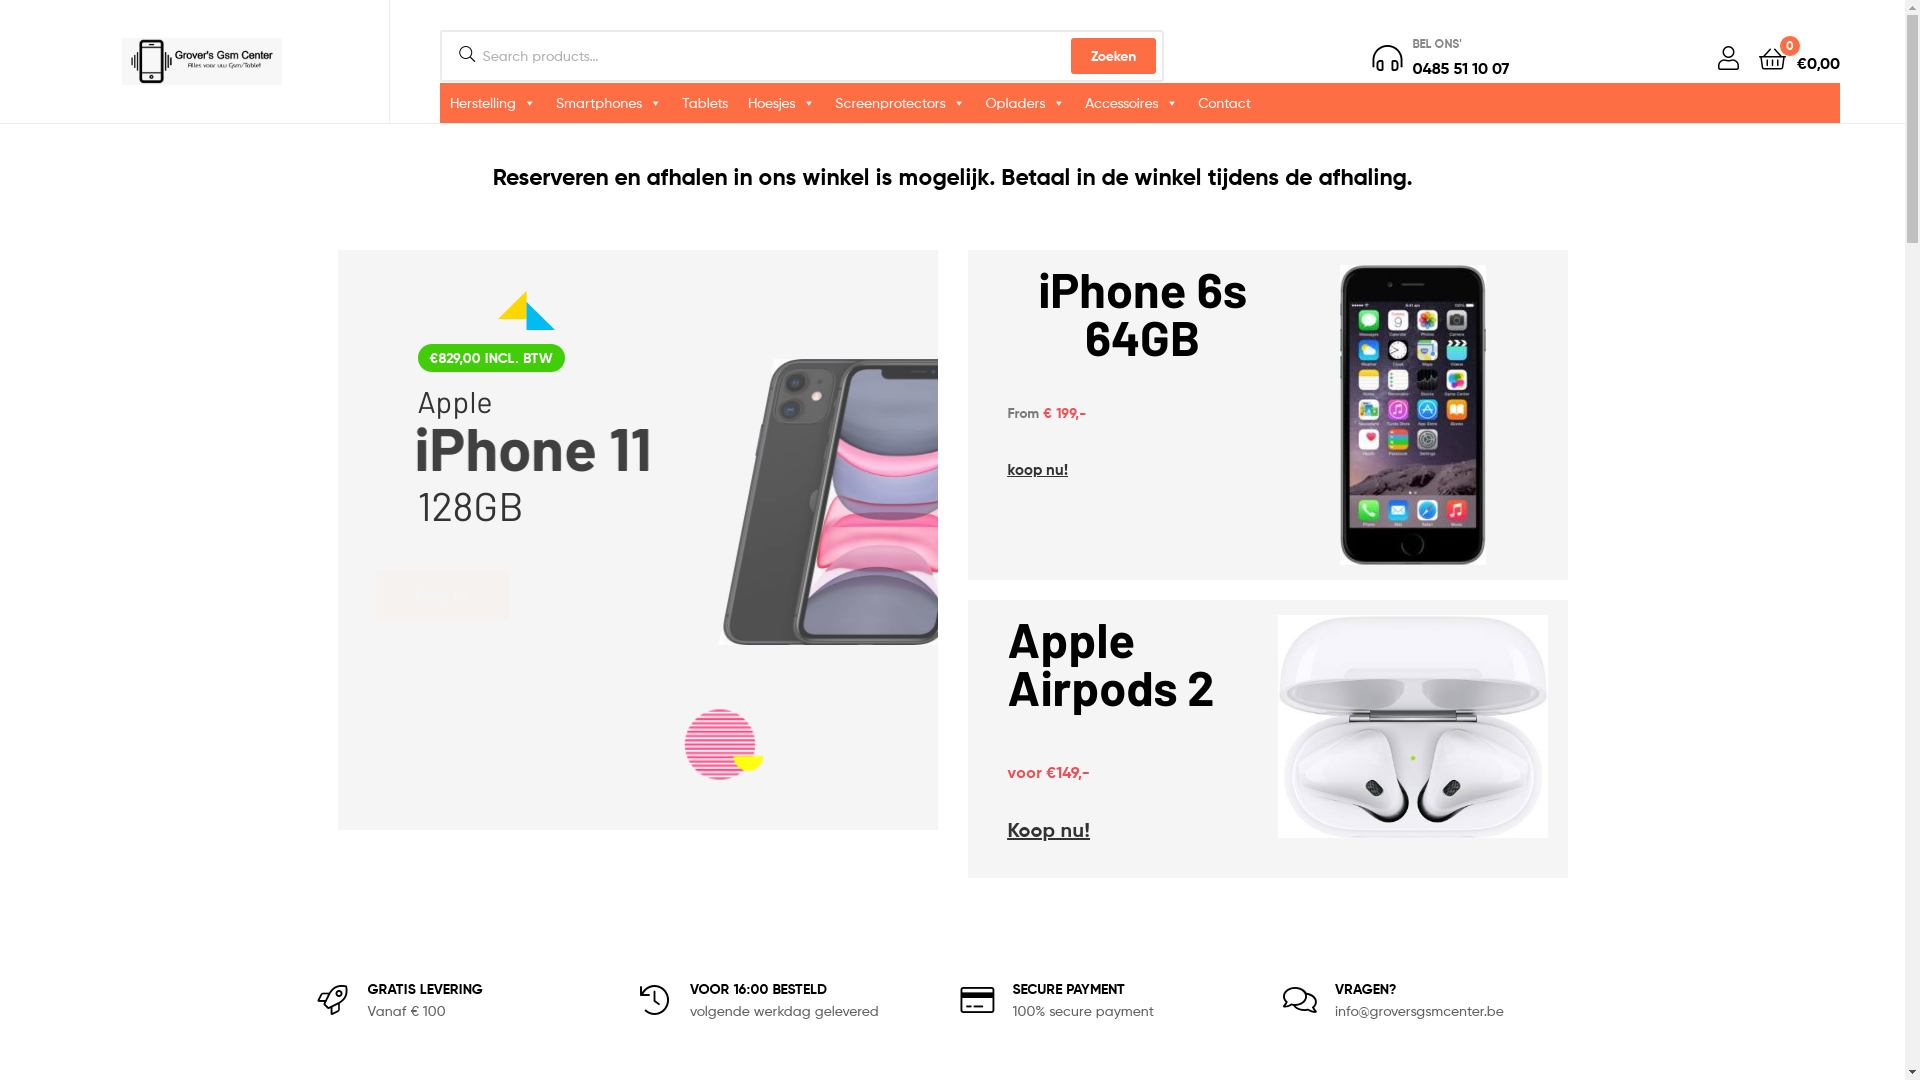 Grover's Gsm Center
Alles voor uw Gsm/Tablet
Search products...
Zoeken
BEL ONS'
0485 51 10 07
0
€0,00
Herstelling
Smartphones
Tablets
Hoesjes
Screenprotectors
Opladers
Accessoires
Contact
Reserveren en afhalen in ons winkel is mogelijk. Betaal in de winkel tijdens de afhaling.
€829,00 INCL. BTW
Apple
iPhone 11
128GB
iPhone 6s
64GB
From € 199,-
koop nu!
Apple
Airpods 2
voor €149,-
Koop nu!
GRATIS LEVERING
Vanaf € 100
VOOR 16:00 BESTELD
volgende werkdag gelevered
SECURE PAYMENT
100% secure payment
VRAGEN?
info@groversgsmcenter.be